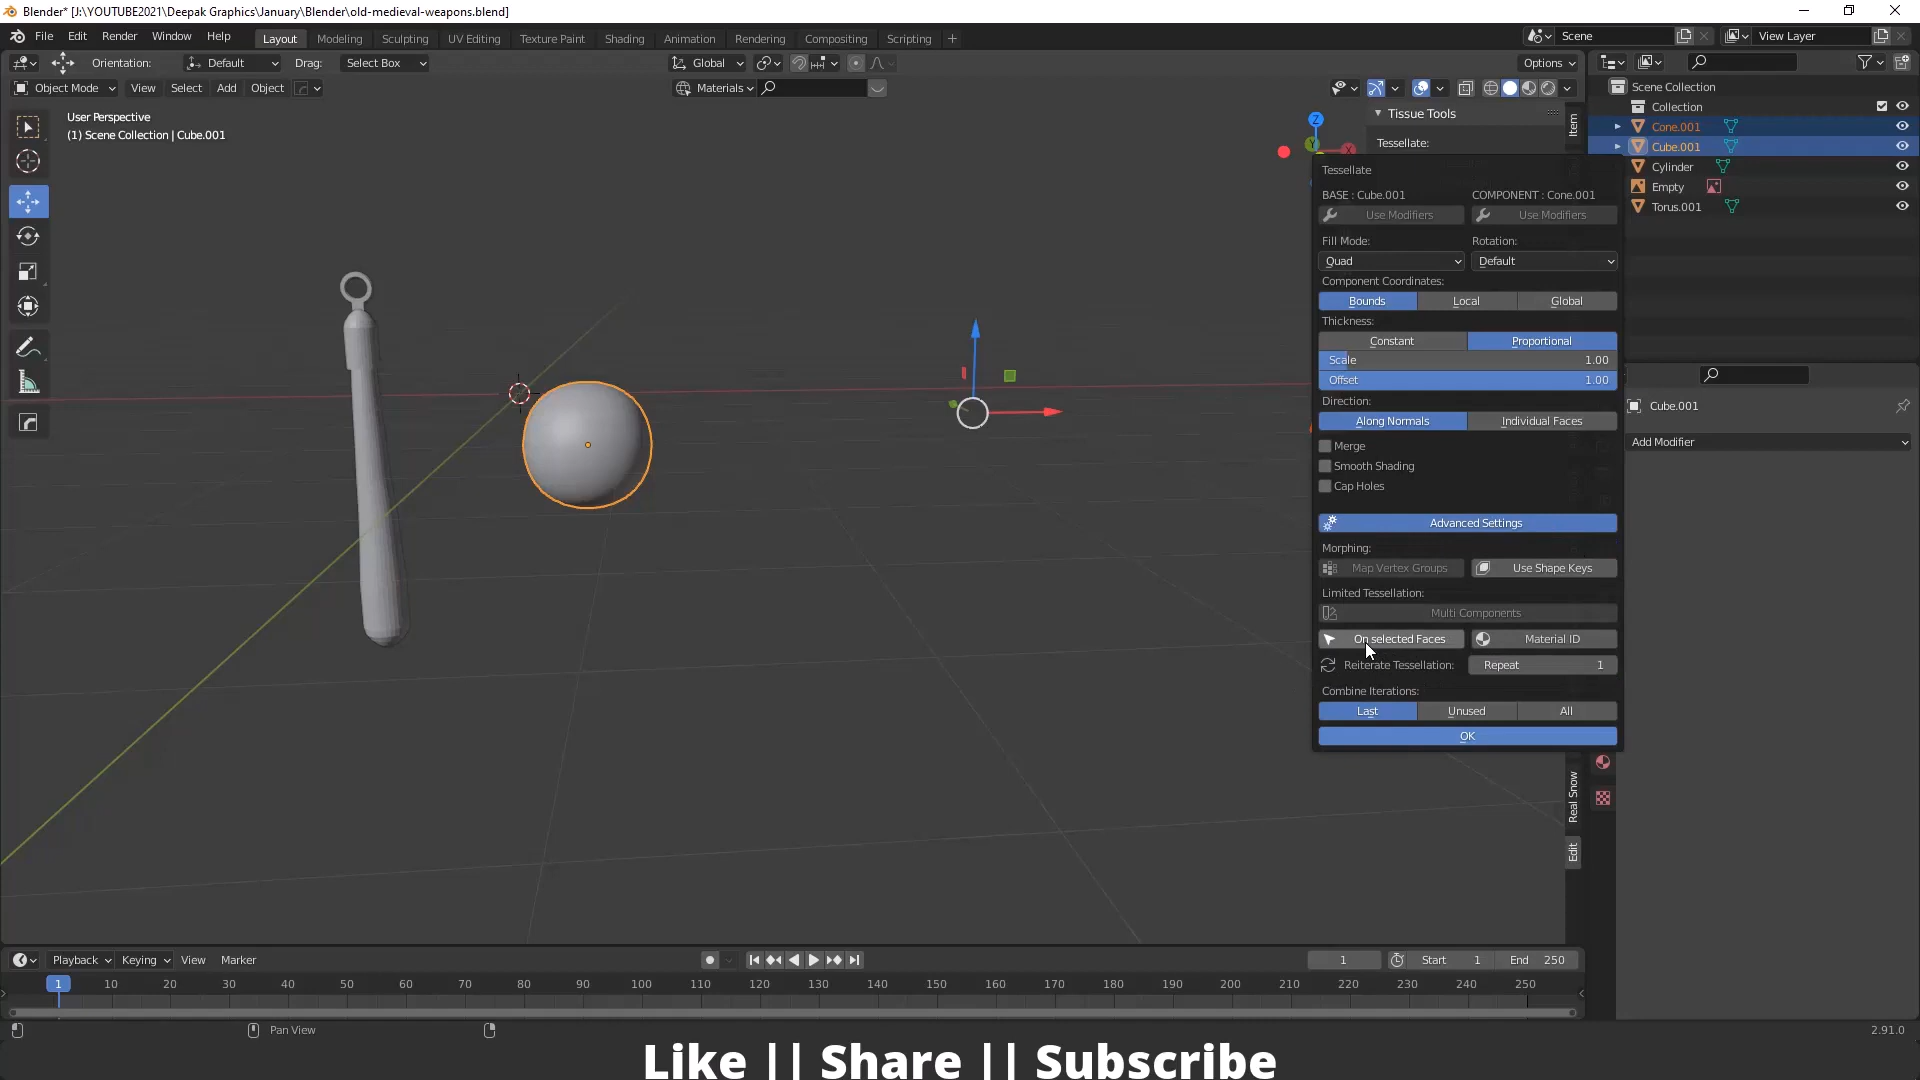 Blender* [J:\YOUTUBE2021\Deepak Graphics\January\Blender\old-medieval-weapons.blend]
File Edit Render Window Help Layout Modeling Sculpting UV Editing Texture Paint Shading Animation Rendering Compositing Scripting + Scene View Layer
Orientation: Default Drag: Select Box Global Options
Object Mode View Select Add Object Materials
User Perspective
(1) Scene Collection | Cube.001
Scene Collection
Collection
Cone.001
Cube.001
Cylinder
Empty
Torus.001
Cube.001
Add Modifier
Tissue Tools
Tessellate:
Item
Z
Y
X
Tessellate
BASE : Cube.001 COMPONENT : Cone.001
Use Modifiers Use Modifiers
Fill Mode: Rotation:
Quad Default
Component Coordinates:
Bounds Local Global
Thickness:
Constant Proportional
Scale 1.00
Offset 1.00
Direction:
Along Normals Individual Faces
Merge
Smooth Shading
Cap Holes
Advanced Settings
Morphing:
Map Vertex Groups Use Shape Keys
Limited Tessellation:
Multi Components
On selected Faces Material ID
Reiterate Tessellation: Repeat 1
Combine Iterations:
Last Unused All
OK
Real Snow
Edit
Playback Keying View Marker 1 Start 1 End 250
1 10 20 30 40 50 60 70 80 90 100 110 120 130 140 150 160 170 180 190 200 210 220 230 240 250
Pan View 2.91.0
Like || Share || Subscribe